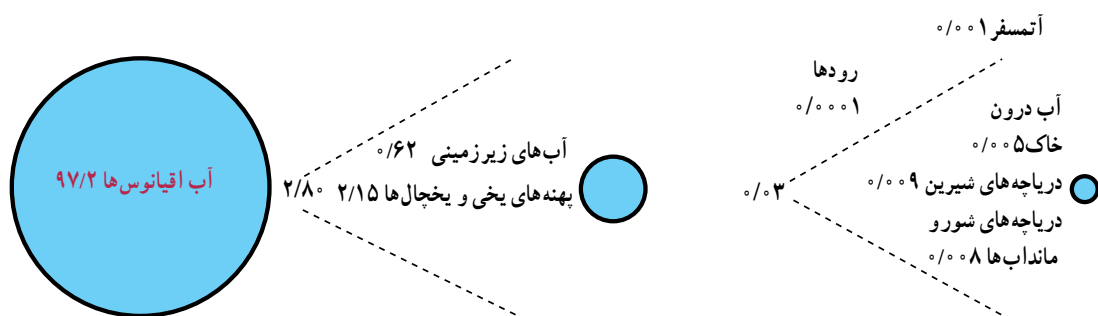 آتمسفر ۰/۰۰۱
رودها
۰/۰۰۰۱
آب درون
خاک ۰/۰۰۵
دریاچه‌های شیرین ۰/۰۰۹
دریاچه‌های شور و
مانداب‌ها ۰/۰۰۸
۰/۰۳
آب‌های زیرزمینی ۰/۶۲
پهنه‌های یخی و یخچال‌ها ۲/۱۵
۲/۸۰
آب اقیانوس‌ها ۹۷/۲